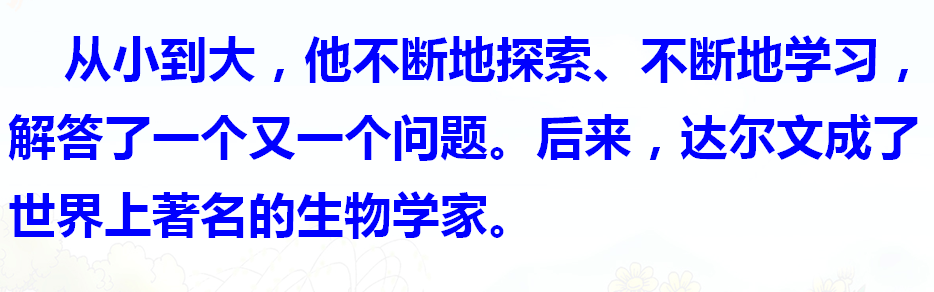 从小到大，他不断地探索、不断地学习，
解答了一个又一个问题。后来，达尔文成了
世界上著名的生物学家。